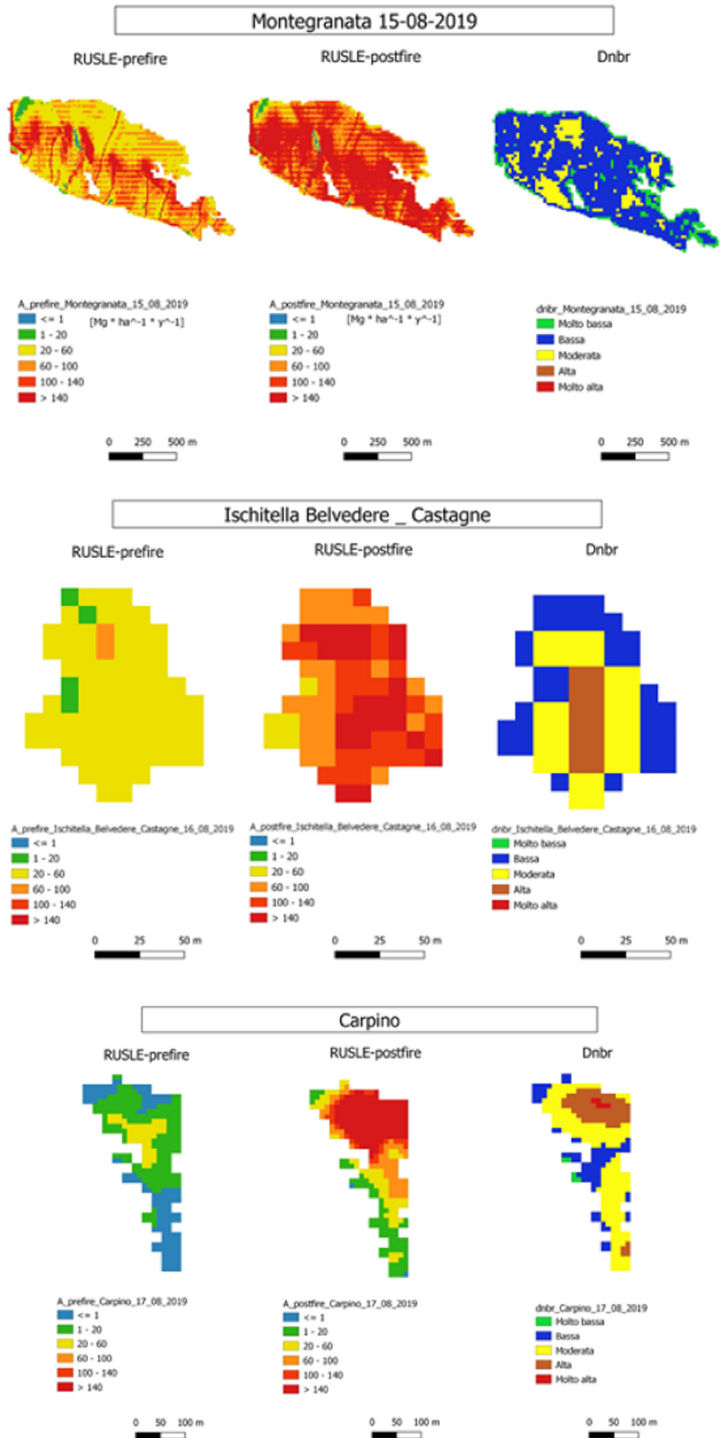 Montegranata 15-08-2019
RUSLE-prefire
RUSLE-postfire
Dnbr
A_prefire_Montegranata_15_08_2019
<= 1 [Mg * ha^-1 * y^-1]
1 - 20
20 - 60
60 - 100
100 - 140
> 140
0 250 500 m
A_postfire_Montegranata_15_08_2019
<= 1 [Mg * ha^-1 * y^-1]
1 - 20
20 - 60
60 - 100
100 - 140
> 140
0 250 500 m
dnbr_Montegranata_15_08_2019
Molto bassa
Bassa
Moderata
Alta
Molto alta
0 250 500 m
Ischitella Belvedere _ Castagne
RUSLE-prefire
RUSLE-postfire
Dnbr
A_prefire_Ischitella_Belvedere_Castagne_16_08_2019
<= 1
1 - 20
20 - 60
60 - 100
100 - 140
> 140
0 25 50 m
A_postfire_Ischitella_Belvedere_Castagne_16_08_2019
<= 1
1 - 20
20 - 60
60 - 100
100 - 140
> 140
0 25 50 m
dnbr_Ischitella_Belvedere_Castagne_16_08_2019
Molto bassa
Bassa
Moderata
Alta
Molto alta
0 25 50 m
Carpino
RUSLE-prefire
RUSLE-postfire
Dnbr
A_prefire_Carpino_17_08_2019
<= 1
1 - 20
20 - 60
60 - 100
100 - 140
> 140
0 50 100 m
A_postfire_Carpino_17_08_2019
<= 1
1 - 20
20 - 60
60 - 100
100 - 140
> 140
0 50 100 m
dnbr_Carpino_17_08_2019
Molto bassa
Bassa
Moderata
Alta
Molto alta
0 50 100 m